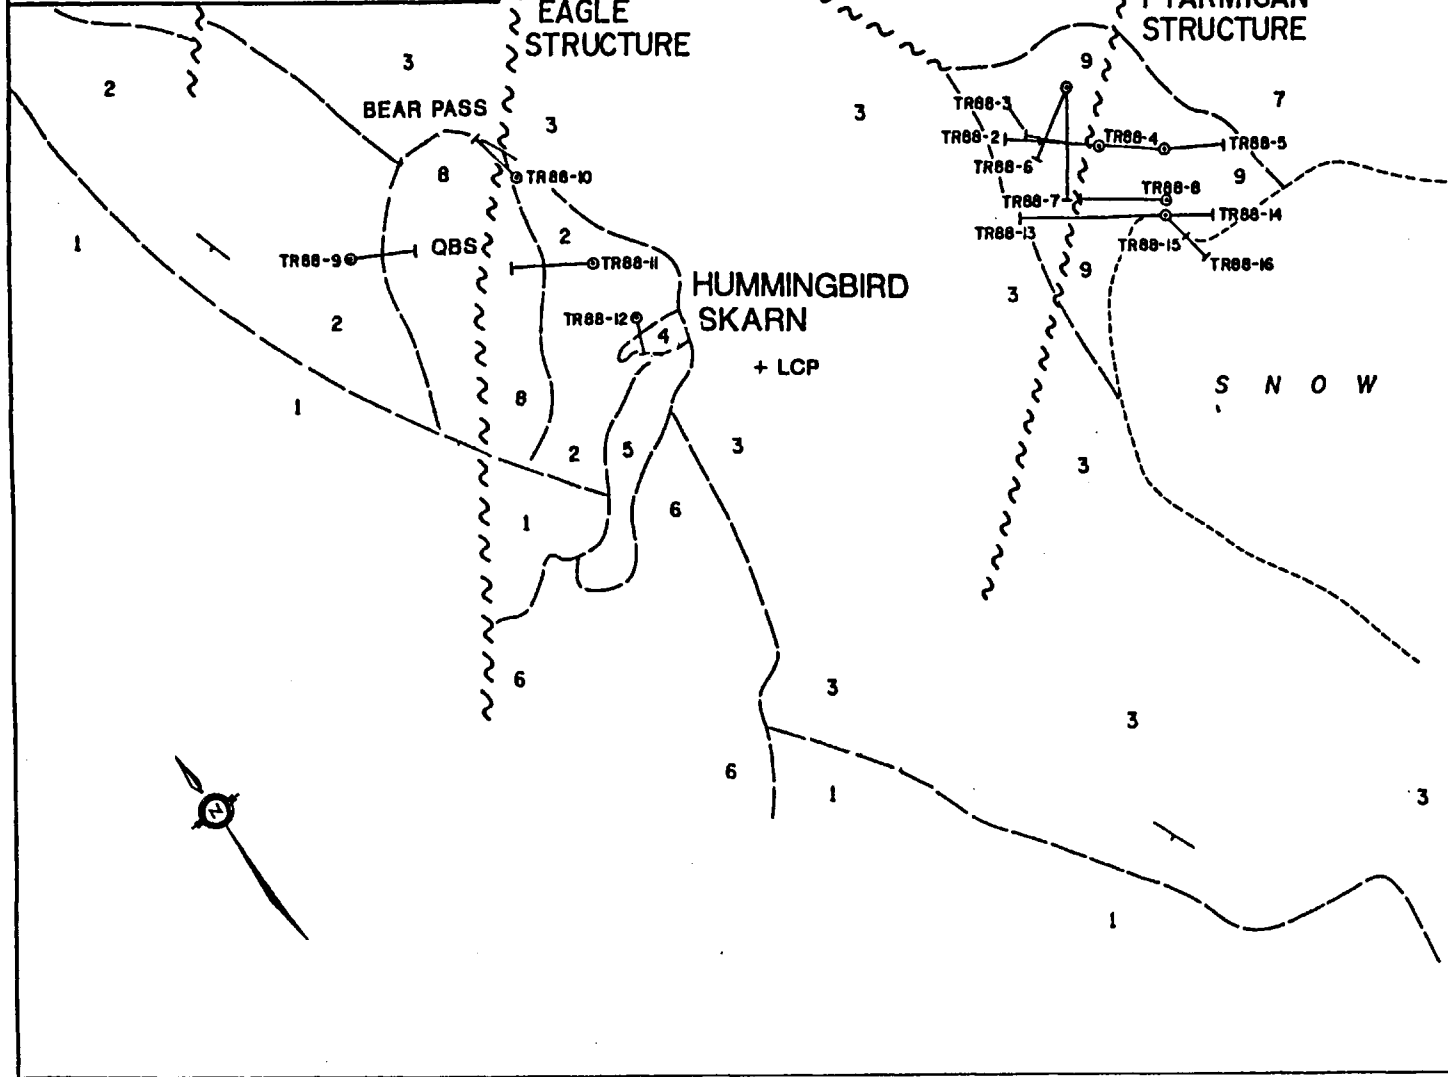 EAGLE
STRUCTURE
PTARMIGAN
STRUCTURE
3
9
2
7
BEAR PASS
3
3
TR88-3
TR88-2
TR88-4
TR88-5
TR88-6
8
TR88-10
9
TR88-8
TR88-7
TR88-14
TR88-13
TR88-15
TR88-16
1
2
QBS
TR88-9
TR88-11
9
HUMMINGBIRD
SKARN
3
2
TR88-12
4
+ LCP
S N O W
1
8
3
2
5
3
6
1
6
3
3
6
1
3
N
1